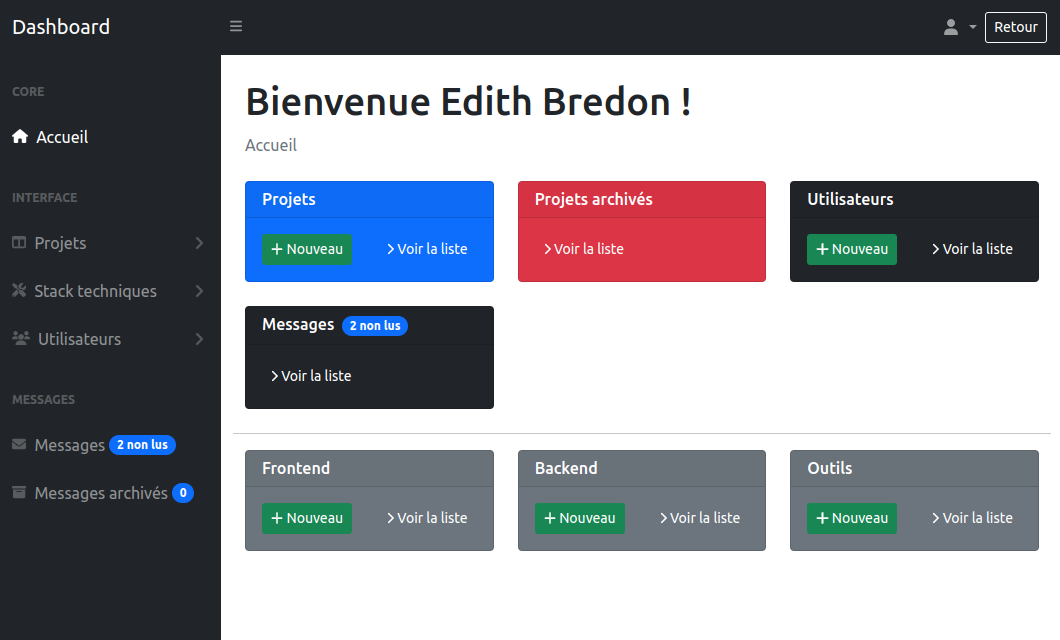 Dashboard
Retour
CORE
Accueil
INTERFACE
Projets
Stack techniques
Utilisateurs
MESSAGES
Messages 2 non lus
Messages archivés 0
Bienvenue Edith Bredon !
Accueil
Projets
Nouveau Voir la liste
Projets archivés
Voir la liste
Utilisateurs
Nouveau Voir la liste
Messages 2 non lus
Voir la liste
Frontend
Nouveau Voir la liste
Backend
Nouveau Voir la liste
Outils
Nouveau Voir la liste